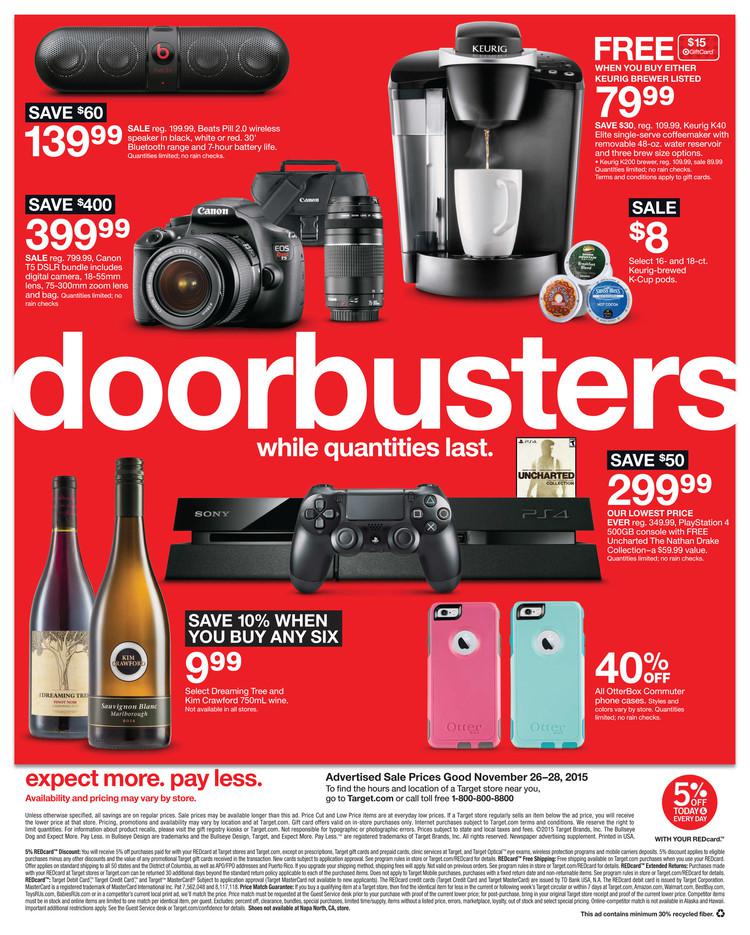 SAVE $60
139 99
SALE reg. 199.99, Beats Pill 2.0 wireless
speaker in black, white or red. 30'
Bluetooth range and 7-hour battery life.
Quantities limited; no rain checks.
SAVE $400
399 99
SALE reg. 799.99, Canon
T5 DSLR bundle includes
digital camera, 18-55mm
lens, 75-300mm zoom lens
and bag. Quantities limited; no
rain checks
Canon
Canon
EOS
KEURIG
FREE $15
GiftCard
WHEN YOU BUY EITHER
KEURIG BREWER LISTED
79 99
SAVE $30, reg. 109.99, Keurig K40
Elite single-serve coffeemaker with
removable 48-oz. water reservoir
and three brew size options.
• Keurig K200 brewer, reg. 109.99, sale 89.99
Quantities limited; no rain checks.
Terms and conditions apply to gift cards.
SALE
$8
Select 16- and 18-ct.
Keurig-brewed
K-Cup pods.
Breakfast
Blend
SWISS MISS
HOT COCOA
doorbusters
while quantities last.
PS4
UNCHARTED
COLLECTION
SONY
PS4
SAVE $50
299 99
OUR LOWEST PRICE
EVER reg. 349.99, PlayStation 4
500GB console with FREE
Uncharted The Nathan Drake
Collection–a $59.99 value.
Quantities limited; no rain checks.
DREAMING TREE
PINOT NOIR
KIM
CRAWFORD
Sauvignon Blanc
Marlborough
2014
SAVE 10% WHEN
YOU BUY ANY SIX
9 99
Select Dreaming Tree and
Kim Crawford 750mL wine.
Not available in all stores.
Otter
Otter
40% OFF
All OtterBox Commuter
phone cases. Styles and
colors vary by store. Quantities
limited; no rain checks.
expect more. pay less.
Availability and pricing may vary by store.
Advertised Sale Prices Good November 26–28, 2015
To find the hours and location of a Target store near you,
go to Target.com or call toll free 1-800-800-8800
5% OFF
TODAY &
EVERY DAY
WITH YOUR REDcard.™
Unless otherwise specified, all savings are on regular prices. Sale prices may be available longer than this ad. Price Cut and Low Price items are at everyday low prices. If a Target store regularly sells an item below the ad price, you will receive
the lower price at that store. Pricing, promotions and availability may vary by location and at Target.com. Gift card offers valid on in-store purchases only. Internet purchases subject to Target.com terms and conditions. We reserve the right to
limit quantities. For information about product recalls, please visit the gift registry kiosks or Target.com. Not responsible for typographic or photographic errors. Prices subject to state and local taxes and fees. ©2015 Target Brands, Inc. The Bullseye
Dog and Expect More. Pay Less. in Bullseye Design are trademarks and the Bullseye Design, Target, and Expect More. Pay Less.™ are registered trademarks of Target Brands, Inc. All rights reserved. Newspaper advertising supplement. Printed in USA.
This ad contains minimum 30% recycled fiber.